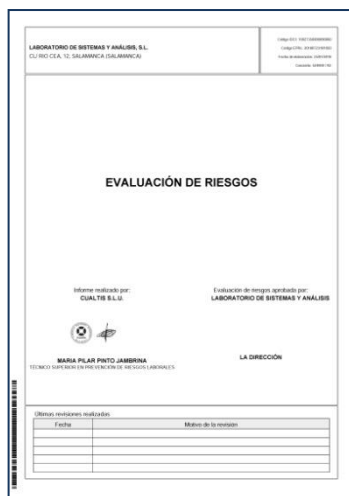 LABORATORIO DE SISTEMAS Y ANÁLISIS, S.L.
CL/ RIO CEA, 12, SALAMANCA (SALAMANCA)
EVALUACIÓN DE RIESGOS
Informe realizado por:
CUALTIS S.L.U.
Evaluación de riesgos aprobada por:
LABORATORIO DE SISTEMAS Y ANÁLISIS
MARIA PILAR PINTO JAMBRINA
TÉCNICO SUPERIOR EN PREVENCIÓN DE RIESGOS LABORALES
LA DIRECCIÓN
Últimas revisiones realizadas
Fecha
Motivo de la revisión